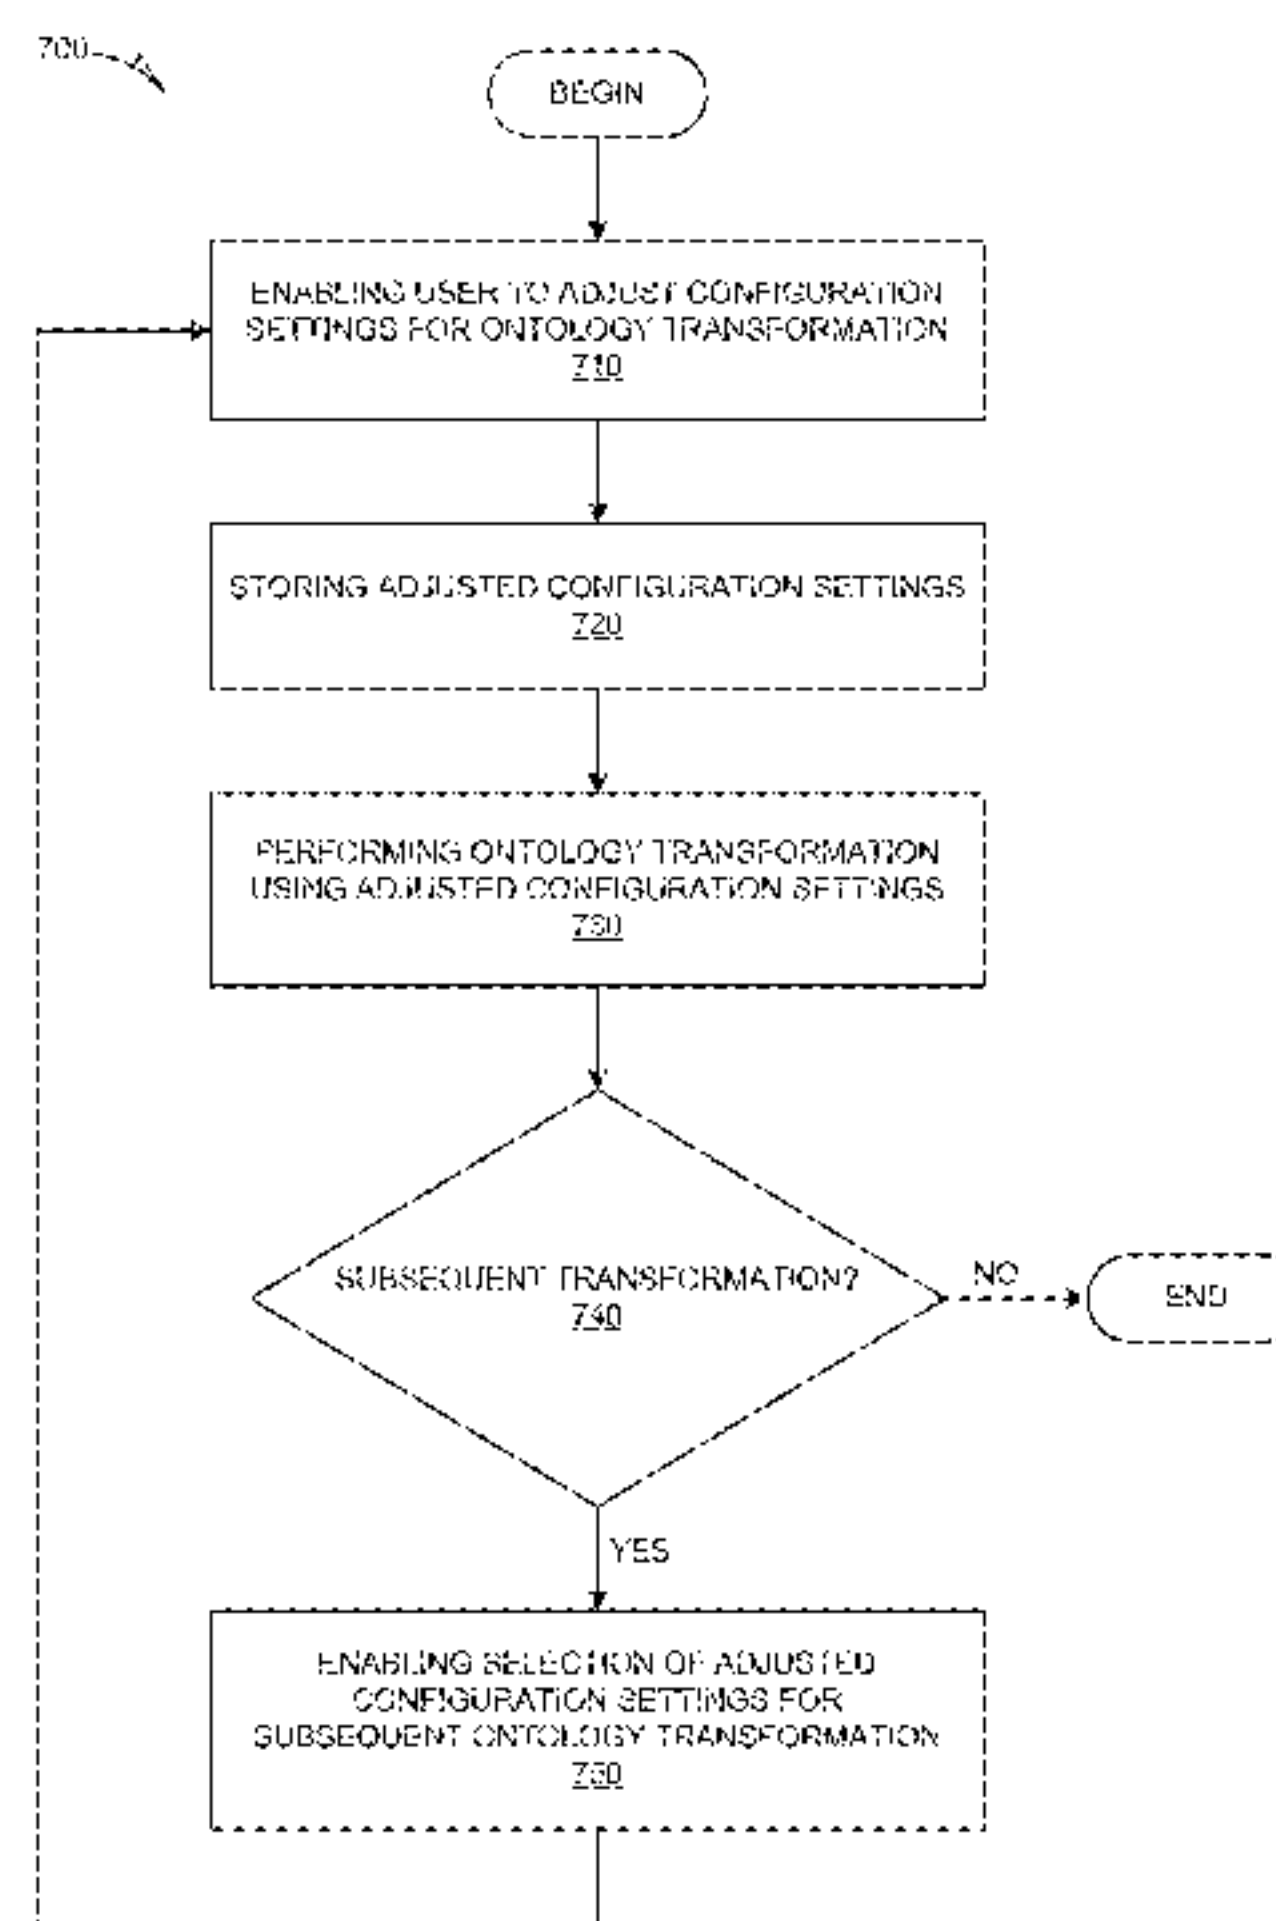 700
BEGIN
ENABLING USER TO ADJUST CONFIGURATION
SETTINGS FOR ONTOLOGY TRANSFORMATION
710
STORING ADJUSTED CONFIGURATION SETTINGS
720
PERFORMING ONTOLOGY TRANSFORMATION
USING ADJUSTED CONFIGURATION SETTINGS
730
SUBSEQUENT TRANSFORMATION?
740
NO
END
YES
ENABLING SELECTION OF ADJUSTED
CONFIGURATION SETTINGS FOR
SUBSEQUENT ONTOLOGY TRANSFORMATION
750